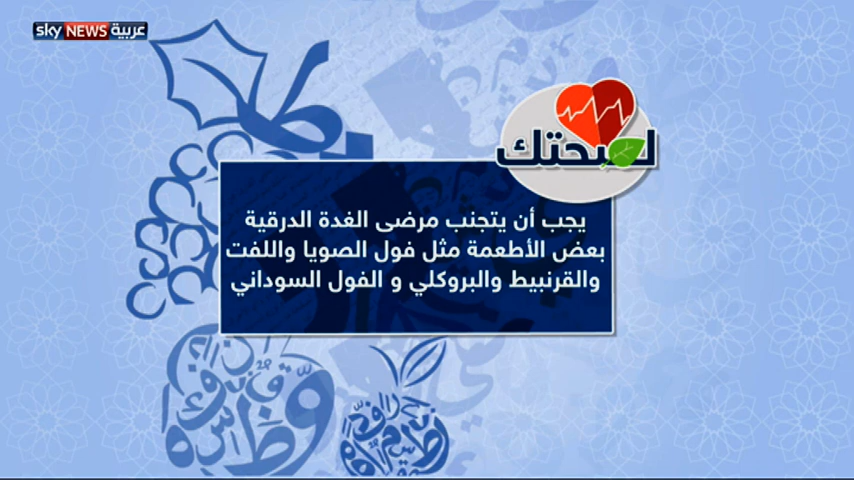 sky NEWS عربية
لصحتك
يجب أن يتجنب مرضى الغدة الدرقية
بعض الأطعمة مثل فول الصويا واللفت
والقرنبيط والبروكلي و الفول السوداني